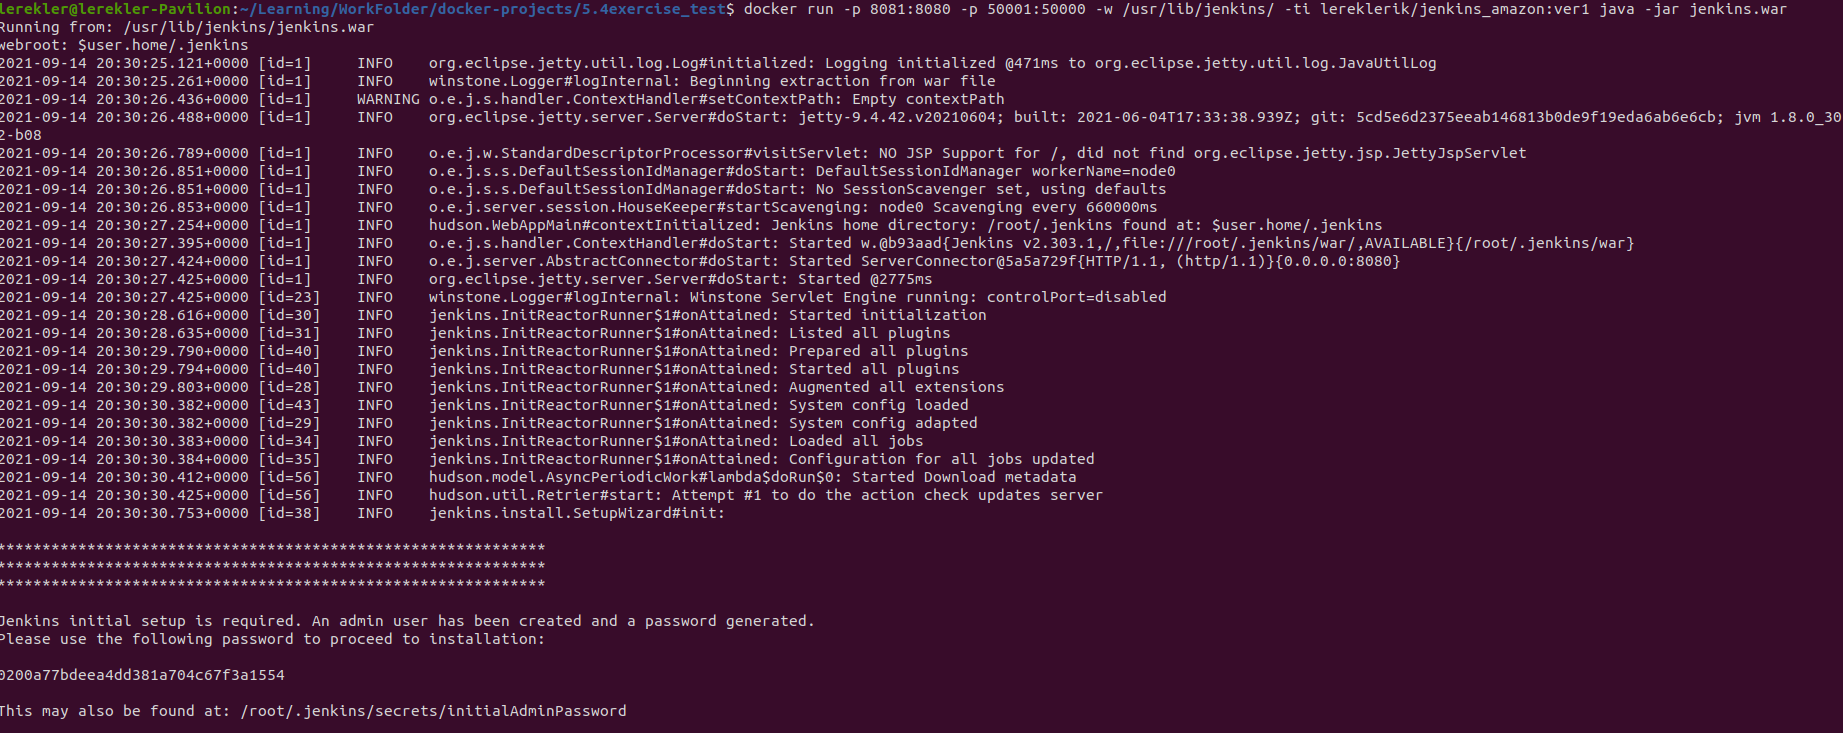 lerekler@lerekler-Pavilion:~/Learning/WorkFolder/docker-projects/5.4exercise_test$ docker run -p 8081:8080 -p 50001:50000 -w /usr/lib/jenkins/ -ti lereklerik/jenkins_amazon:ver1 java -jar jenkins.war
Running from: /usr/lib/jenkins/jenkins.war
webroot: $user.home/.jenkins
2021-09-14 20:30:25.121+0000 [id=1]     INFO    org.eclipse.jetty.util.log.Log#initialized: Logging initialized @471ms to org.eclipse.jetty.util.log.JavaUtilLog
2021-09-14 20:30:25.261+0000 [id=1]     INFO    winstone.Logger#logInternal: Beginning extraction from war file
2021-09-14 20:30:26.436+0000 [id=1]     WARNING o.e.j.s.handler.ContextHandler#setContextPath: Empty contextPath
2021-09-14 20:30:26.488+0000 [id=1]     INFO    org.eclipse.jetty.server.Server#doStart: jetty-9.4.42.v20210604; built: 2021-06-04T17:33:38.939Z; git: 5cd5e6d2375eeab146813b0de9f19eda6ab6e6cb; jvm 1.8.0_30
2-b08
2021-09-14 20:30:26.789+0000 [id=1]     INFO    o.e.j.w.StandardDescriptorProcessor#visitServlet: NO JSP Support for /, did not find org.eclipse.jetty.jsp.JettyJspServlet
2021-09-14 20:30:26.851+0000 [id=1]     INFO    o.e.j.s.s.DefaultSessionIdManager#doStart: DefaultSessionIdManager workerName=node0
2021-09-14 20:30:26.851+0000 [id=1]     INFO    o.e.j.s.s.DefaultSessionIdManager#doStart: No SessionScavenger set, using defaults
2021-09-14 20:30:26.853+0000 [id=1]     INFO    o.e.j.server.session.HouseKeeper#startScavenging: node0 Scavenging every 660000ms
2021-09-14 20:30:27.254+0000 [id=1]     INFO    hudson.WebAppMain#contextInitialized: Jenkins home directory: /root/.jenkins found at: $user.home/.jenkins
2021-09-14 20:30:27.395+0000 [id=1]     INFO    o.e.j.s.handler.ContextHandler#doStart: Started w.@b93aad{Jenkins v2.303.1,/,file:///root/.jenkins/war/,AVAILABLE}{/root/.jenkins/war}
2021-09-14 20:30:27.424+0000 [id=1]     INFO    o.e.j.server.AbstractConnector#doStart: Started ServerConnector@5a5a729f{HTTP/1.1, (http/1.1)}{0.0.0.0:8080}
2021-09-14 20:30:27.425+0000 [id=1]     INFO    org.eclipse.jetty.server.Server#doStart: Started @2775ms
2021-09-14 20:30:27.425+0000 [id=23]    INFO    winstone.Logger#logInternal: Winstone Servlet Engine running: controlPort=disabled
2021-09-14 20:30:28.616+0000 [id=30]    INFO    jenkins.InitReactorRunner$1#onAttained: Started initialization
2021-09-14 20:30:28.635+0000 [id=31]    INFO    jenkins.InitReactorRunner$1#onAttained: Listed all plugins
2021-09-14 20:30:29.790+0000 [id=40]    INFO    jenkins.InitReactorRunner$1#onAttained: Prepared all plugins
2021-09-14 20:30:29.794+0000 [id=40]    INFO    jenkins.InitReactorRunner$1#onAttained: Started all plugins
2021-09-14 20:30:29.803+0000 [id=28]    INFO    jenkins.InitReactorRunner$1#onAttained: Augmented all extensions
2021-09-14 20:30:30.382+0000 [id=43]    INFO    jenkins.InitReactorRunner$1#onAttained: System config loaded
2021-09-14 20:30:30.382+0000 [id=29]    INFO    jenkins.InitReactorRunner$1#onAttained: System config adapted
2021-09-14 20:30:30.383+0000 [id=34]    INFO    jenkins.InitReactorRunner$1#onAttained: Loaded all jobs
2021-09-14 20:30:30.384+0000 [id=35]    INFO    jenkins.InitReactorRunner$1#onAttained: Configuration for all jobs updated
2021-09-14 20:30:30.412+0000 [id=56]    INFO    hudson.model.AsyncPeriodicWork#lambda$doRun$0: Started Download metadata
2021-09-14 20:30:30.425+0000 [id=56]    INFO    hudson.util.Retrier#start: Attempt #1 to do the action check updates server
2021-09-14 20:30:30.753+0000 [id=38]    INFO    jenkins.install.SetupWizard#init:
*************************************************************
*************************************************************
*************************************************************
Jenkins initial setup is required. An admin user has been created and a password generated.
Please use the following password to proceed to installation:
0200a77bdeea4dd381a704c67f3a1554
This may also be found at: /root/.jenkins/secrets/initialAdminPassword